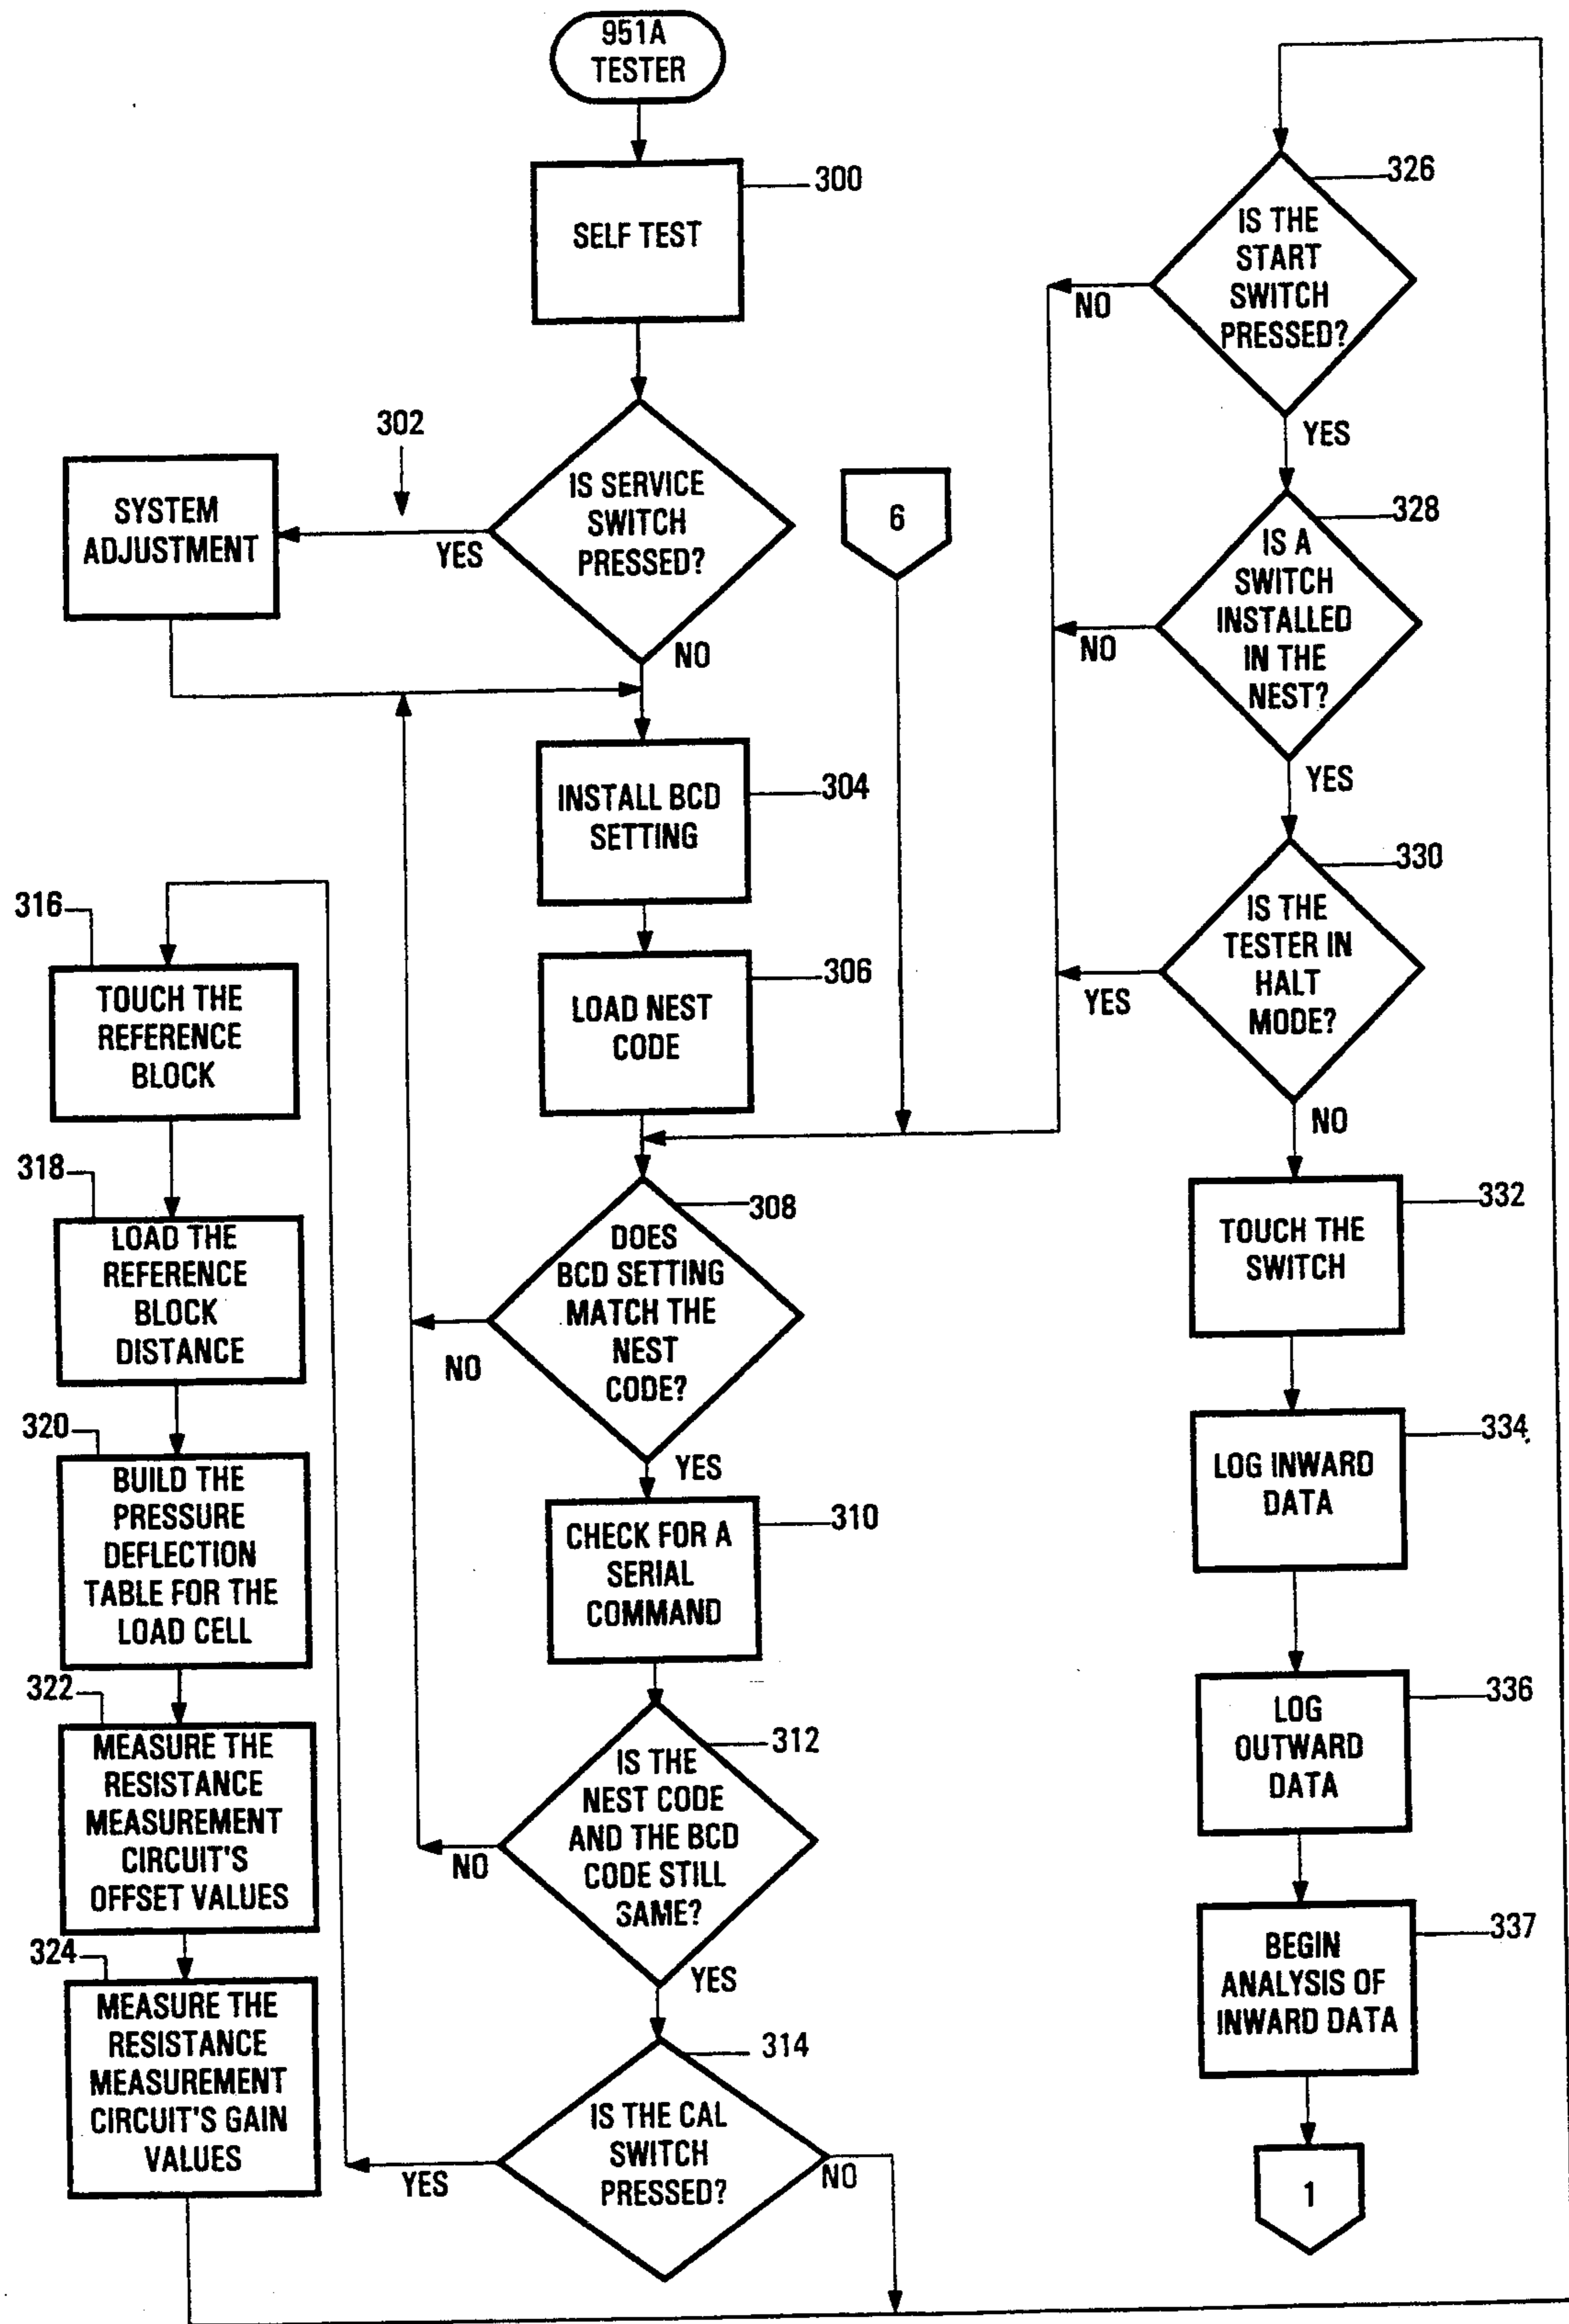 951A
TESTER
300
SELF TEST
302
IS SERVICE
SWITCH
PRESSED?
YES
NO
SYSTEM
ADJUSTMENT
6
INSTALL BCD
SETTING
304
LOAD NEST
CODE
306
DOES
BCD SETTING
MATCH THE
NEST
CODE?
308
NO
YES
CHECK FOR A
SERIAL
COMMAND
310
IS THE
NEST CODE
AND THE BCD
CODE STILL
SAME?
312
NO
YES
IS THE CAL
SWITCH
PRESSED?
314
YES
NO
316
TOUCH THE
REFERENCE
BLOCK
318
LOAD THE
REFERENCE
BLOCK
DISTANCE
320
BUILD THE
PRESSURE
DEFLECTION
TABLE FOR THE
LOAD CELL
322
MEASURE THE
RESISTANCE
MEASUREMENT
CIRCUIT'S
OFFSET VALUES
324
MEASURE THE
RESISTANCE
MEASUREMENT
CIRCUIT'S GAIN
VALUES
326
IS THE
START
SWITCH
PRESSED?
NO
YES
328
IS A
SWITCH
INSTALLED
IN THE
NEST?
NO
YES
330
IS THE
TESTER IN
HALT
MODE?
YES
NO
332
TOUCH THE
SWITCH
334
LOG INWARD
DATA
336
LOG
OUTWARD
DATA
337
BEGIN
ANALYSIS OF
INWARD DATA
1